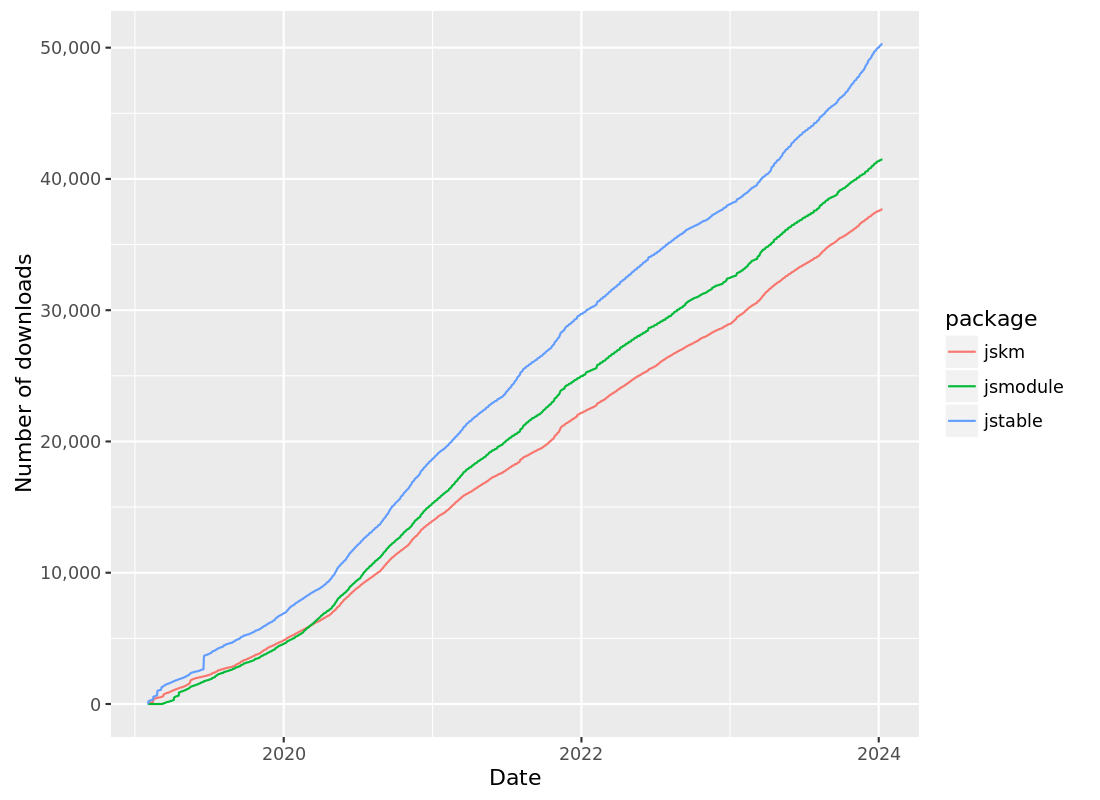 50,000
40,000
30,000
20,000
10,000
0
Number of downloads
2020
2022
2024
Date
package
jskm
jsmodule
jstable